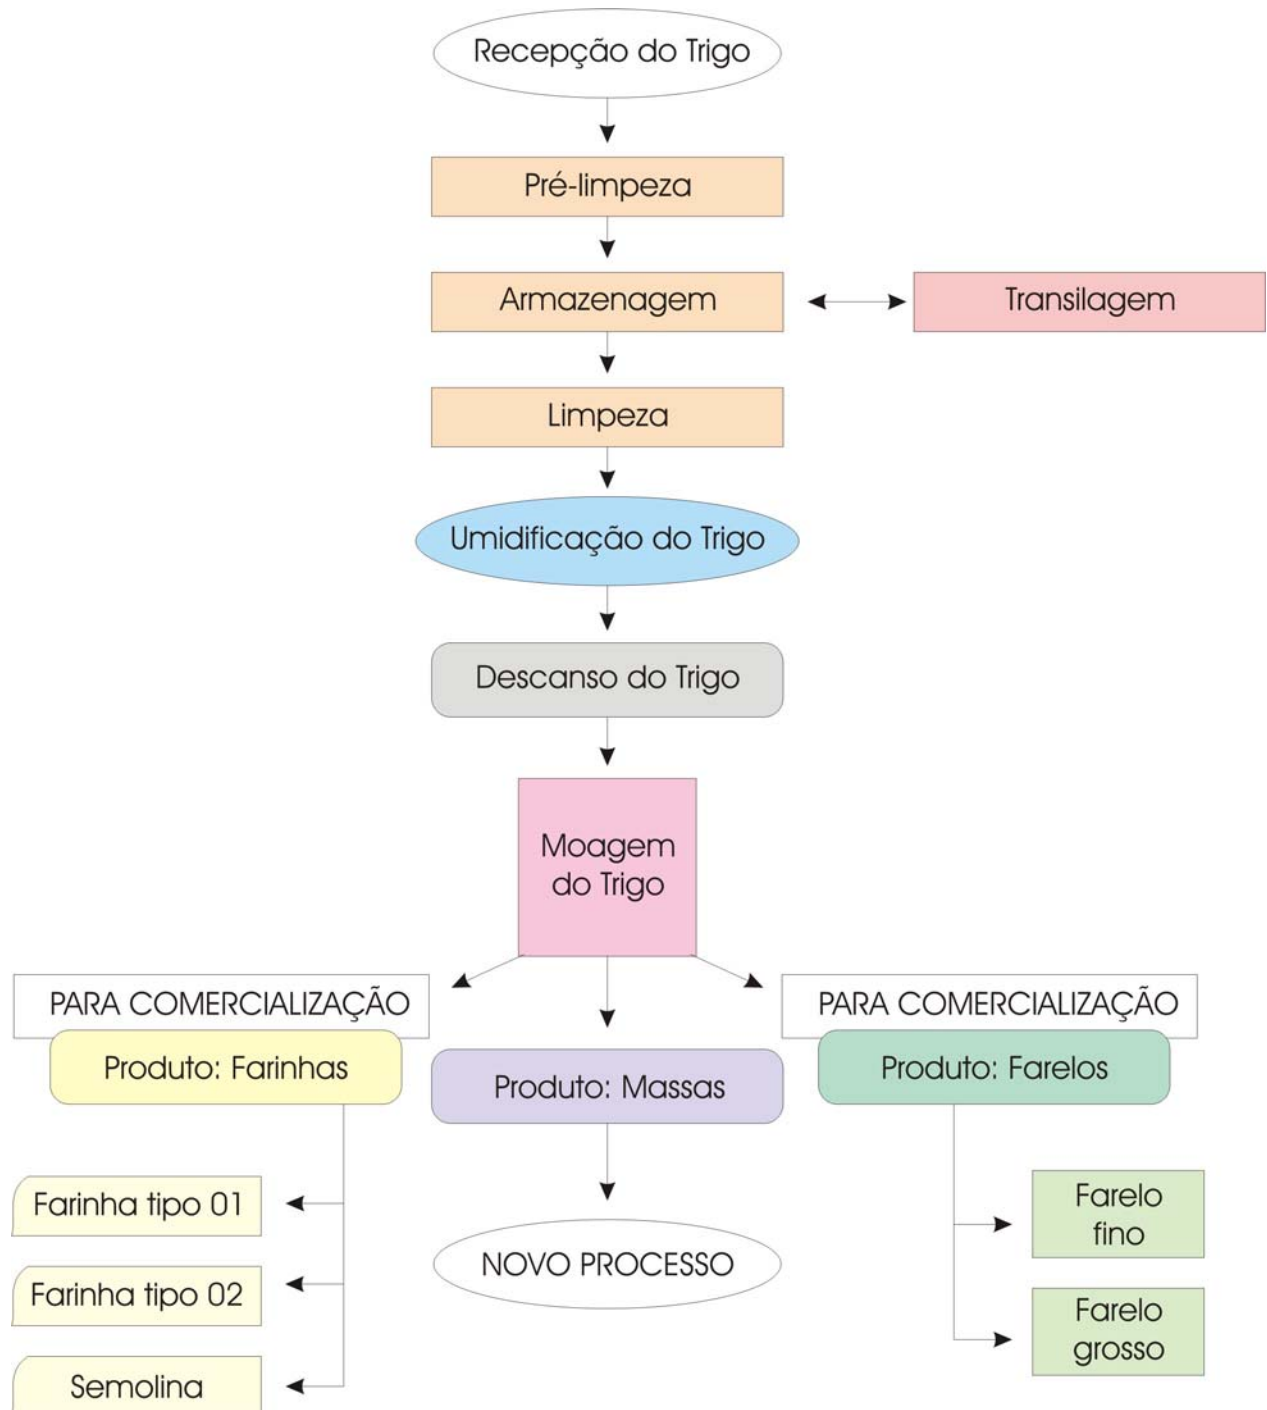 Recepção do Trigo
Pré-limpeza
Armazenagem
Transilagem
Limpeza
Umidificação do Trigo
Descanso do Trigo
Moagem
do Trigo
PARA COMERCIALIZAÇÃO
Produto: Farinhas
Farinha tipo 01
Farinha tipo 02
Semolina
Produto: Massas
NOVO PROCESSO
PARA COMERCIALIZAÇÃO
Produto: Farelos
Farelo
fino
Farelo
grosso